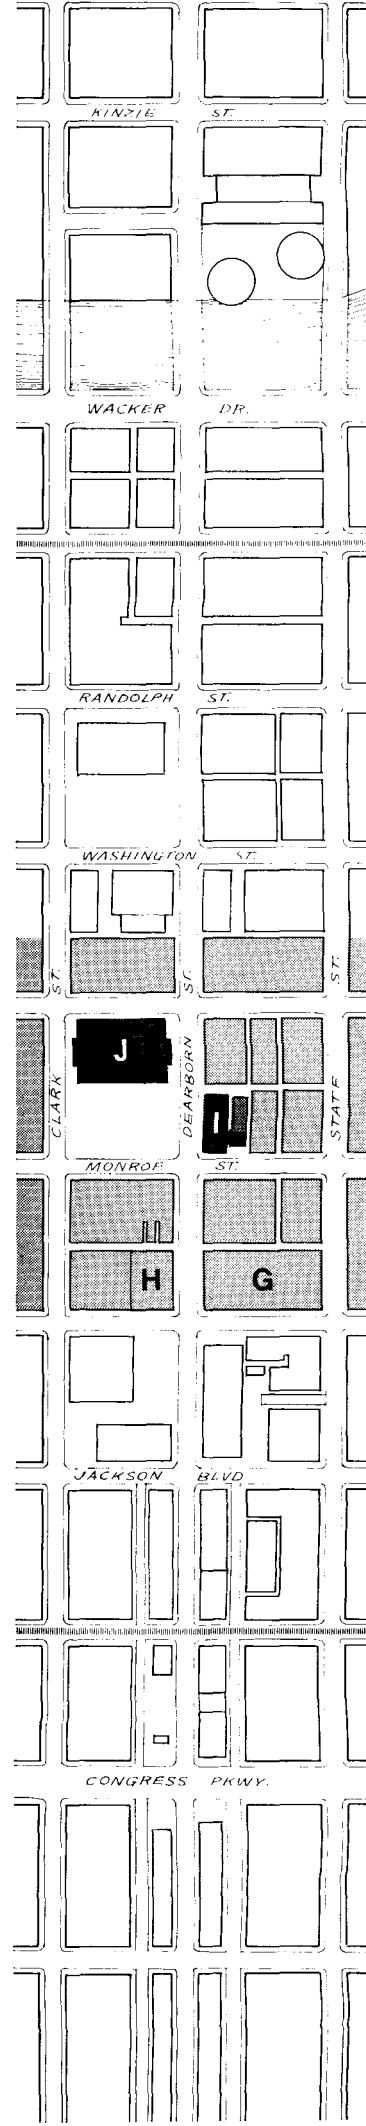 KINZIE ST.
WACKER DR.
RANDOLPH ST.
WASHINGTON ST.
ST. ST. ST.
J
CLARK DEARBORN STATE
I
MONROE ST.
H G
JACKSON BLVD
CONGRESS PKWY.